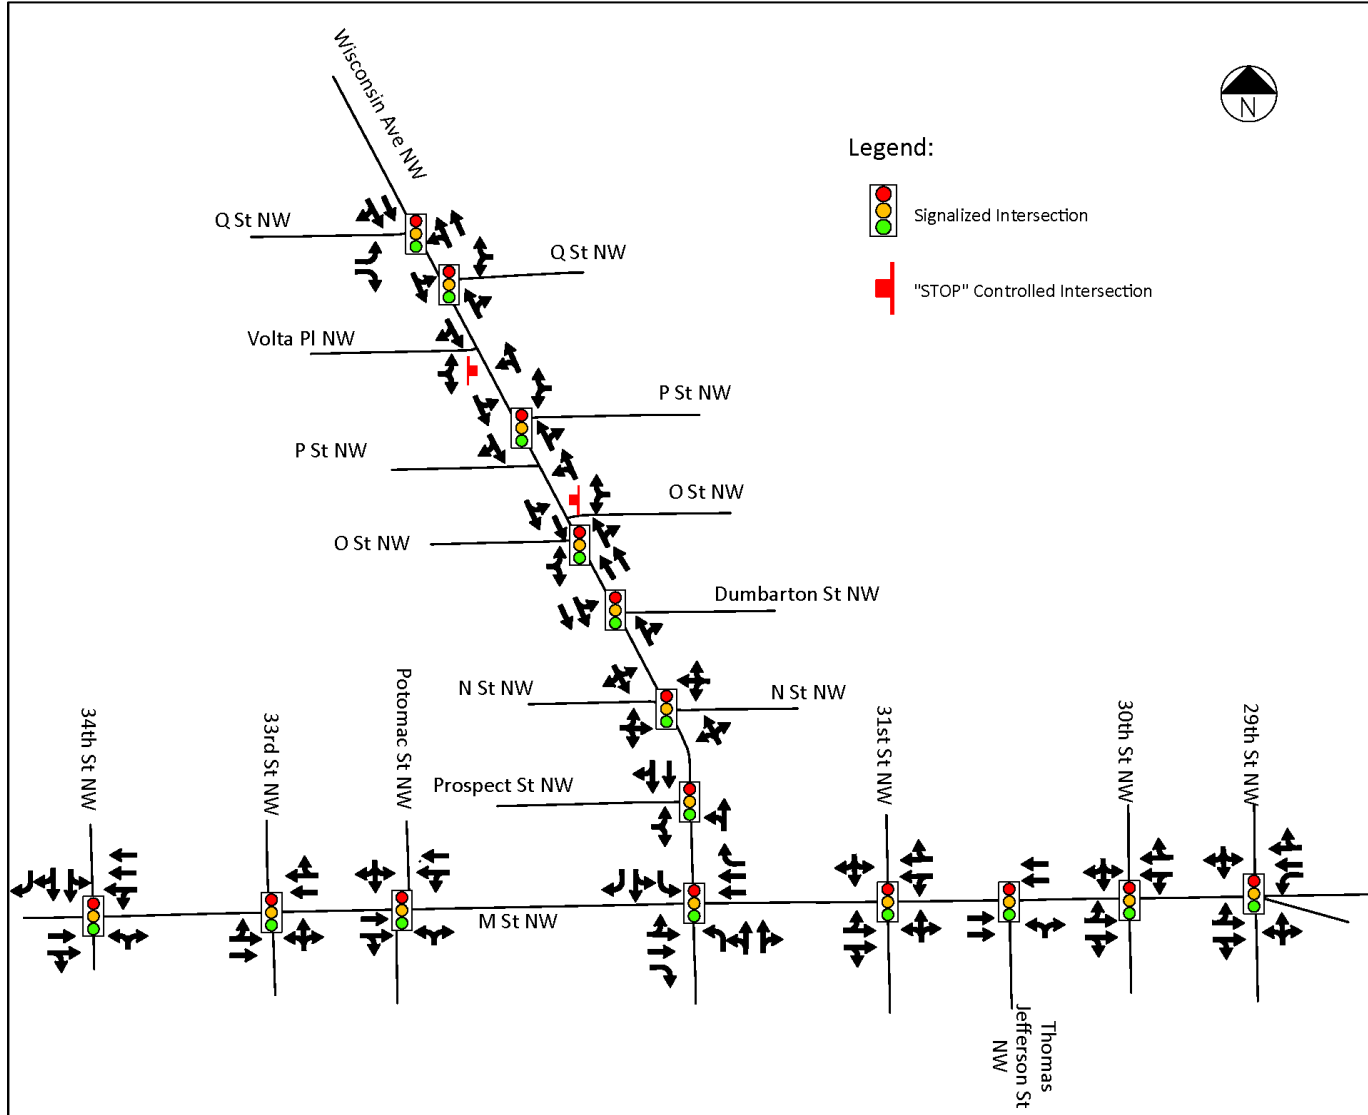 Wisconsin Ave NW
N
Legend:
Q St NW
Signalized Intersection
Q St NW
"STOP" Controlled Intersection
Volta Pl NW
P St NW
P St NW
O St NW
O St NW
Dumbarton St NW
N St NW
N St NW
Potomac St NW
34th St NW
33rd St NW
31st St NW
30th St NW
29th St NW
Prospect St NW
M St NW
Thomas
Jefferson St
NW